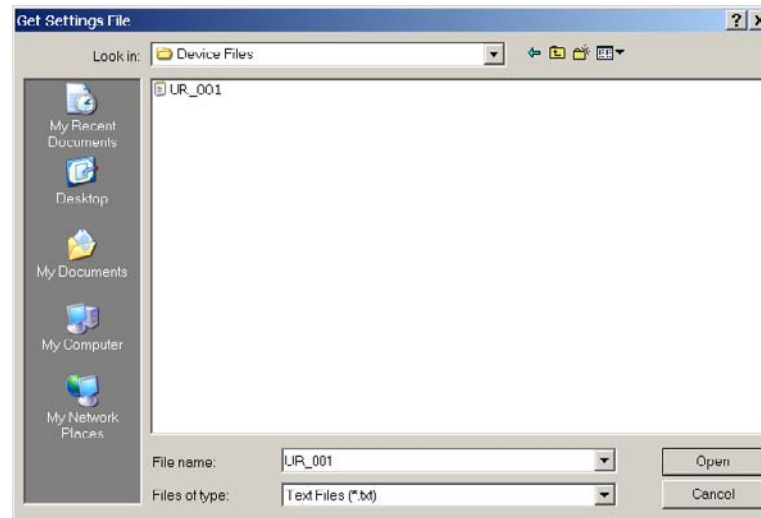 Get Settings File
Look in:
Device Files
UR_001
My Recent
Documents
Desktop
My Documents
My Computer
My Network
Places
File name:
UR_001
Open
Files of type:
Text Files (*.txt)
Cancel